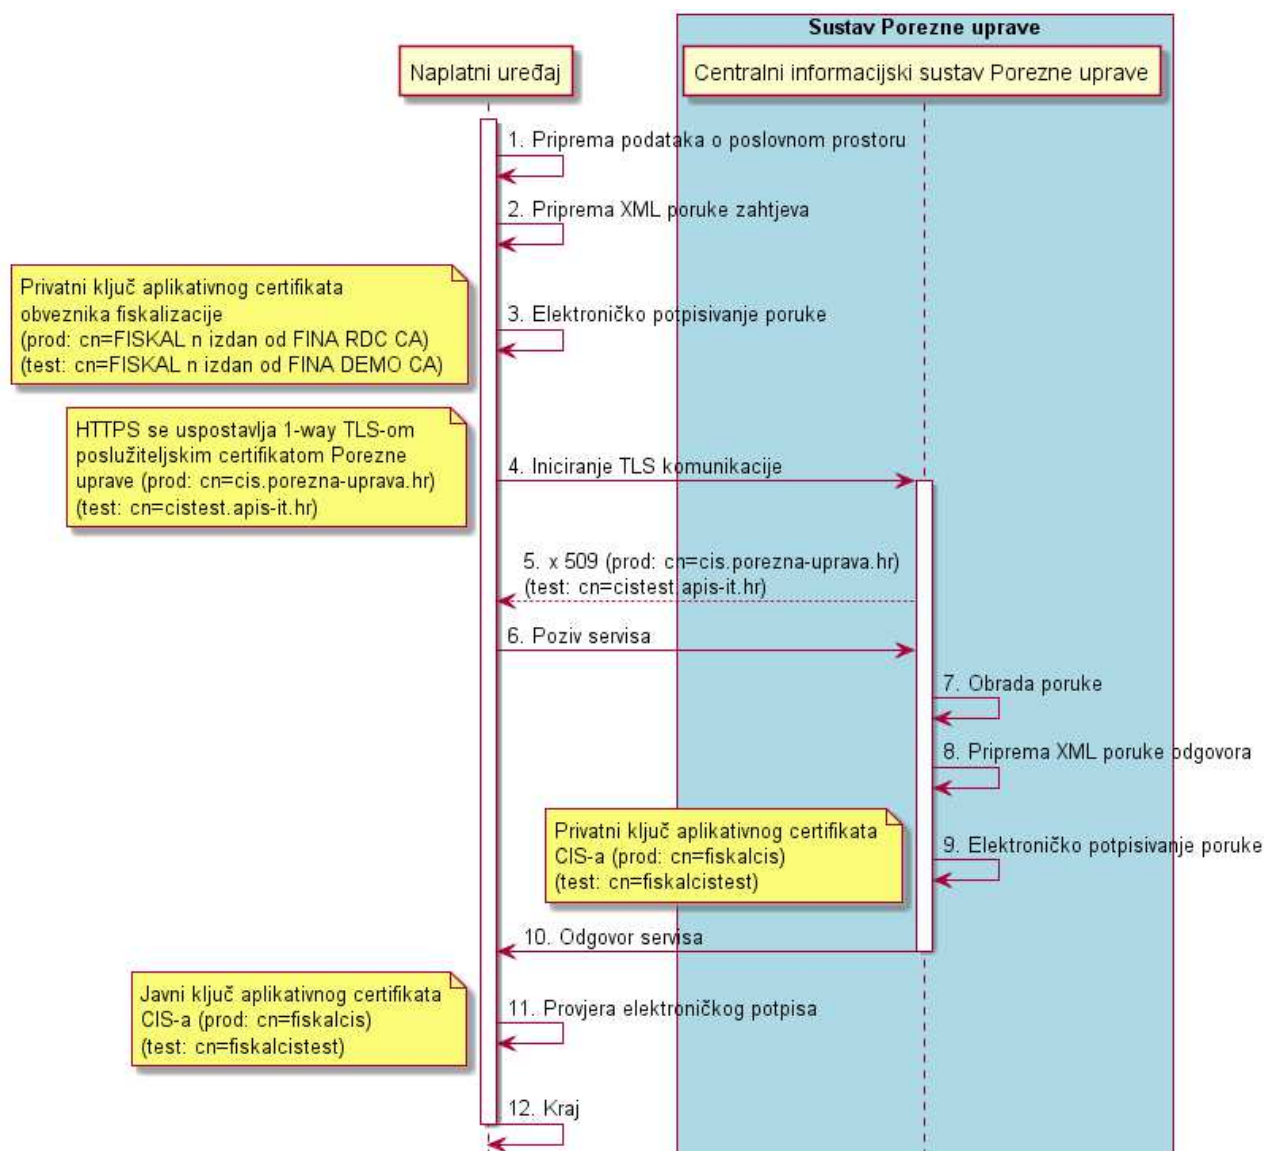 Sustav Porezne uprave
Naplatni uređaj
Centralni informacijski sustav Porezne uprave
1. Priprema podataka o poslovnom prostoru
2. Priprema XML poruke zahtjeva
Privatni ključ aplikativnog certifikata
obveznika fiskalizacije
(prod: cn=FISKAL n izdan od FINA RDC CA)
(test: cn=FISKAL n izdan od FINA DEMO CA)
3. Elektroničko potpisivanje poruke
HTTPS se uspostavlja 1-way TLS-om
poslužiteljskim certifikatom Porezne
uprave (prod: cn=cis.porezna-uprava.hr)
(test: cn=cistest.apis-it.hr)
4. Iniciranje TLS komunikacije
5. x 509 (prod: cn=cis.porezna-uprava.hr)
(test: cn=cistest.apis-it.hr)
6. Poziv servisa
7. Obrada poruke
8. Priprema XML poruke odgovora
Privatni ključ aplikativnog certifikata
CIS-a (prod: cn=fiskalcis)
(test: cn=fiskalcistest)
9. Elektroničko potpisivanje poruke
10. Odgovor servisa
Javni ključ aplikativnog certifikata
CIS-a (prod: cn=fiskalcis)
(test: cn=fiskalcistest)
11. Provjera elektroničkog potpisa
12. Kraj